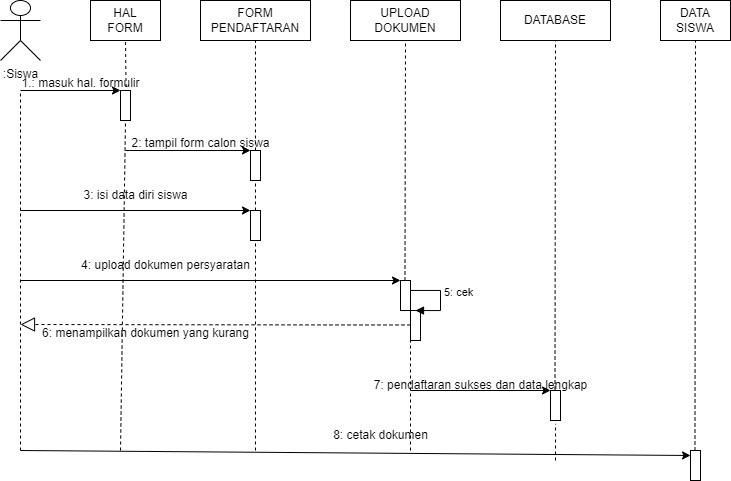 HAL
FORM
FORM
PENDAFTARAN
UPLOAD
DOKUMEN
DATABASE
DATA
SISWA
:Siswa
1.: masuk hal. formulir
2: tampil form calon siswa
3: isi data diri siswa
4: upload dokumen persyaratan
5: cek
6: menampilkan dokumen yang kurang
7: pendaftaran sukses dan data lengkap
8: cetak dokumen